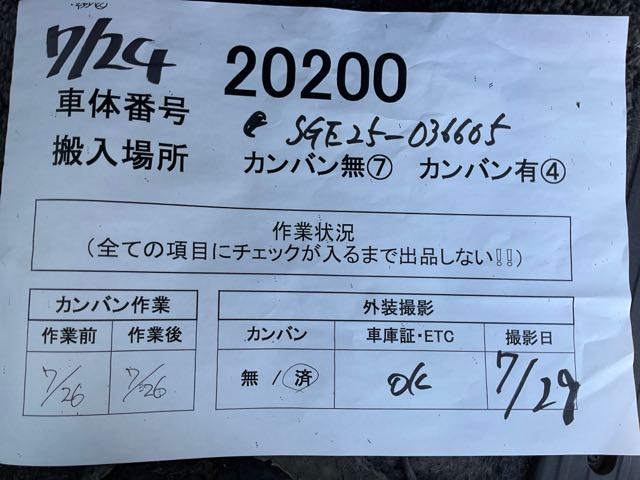 7/24
20200
車体番号 SGE25-036605
搬入場所 カンバン無⑦ カンバン有④
作業状況
(全ての項目にチェックが入るまで出品しない!!)
カンバン作業 外装撮影
作業前 作業後 カンバン 車庫証・ETC 撮影日
7/26 7/26 無 / 済 OK 7/29